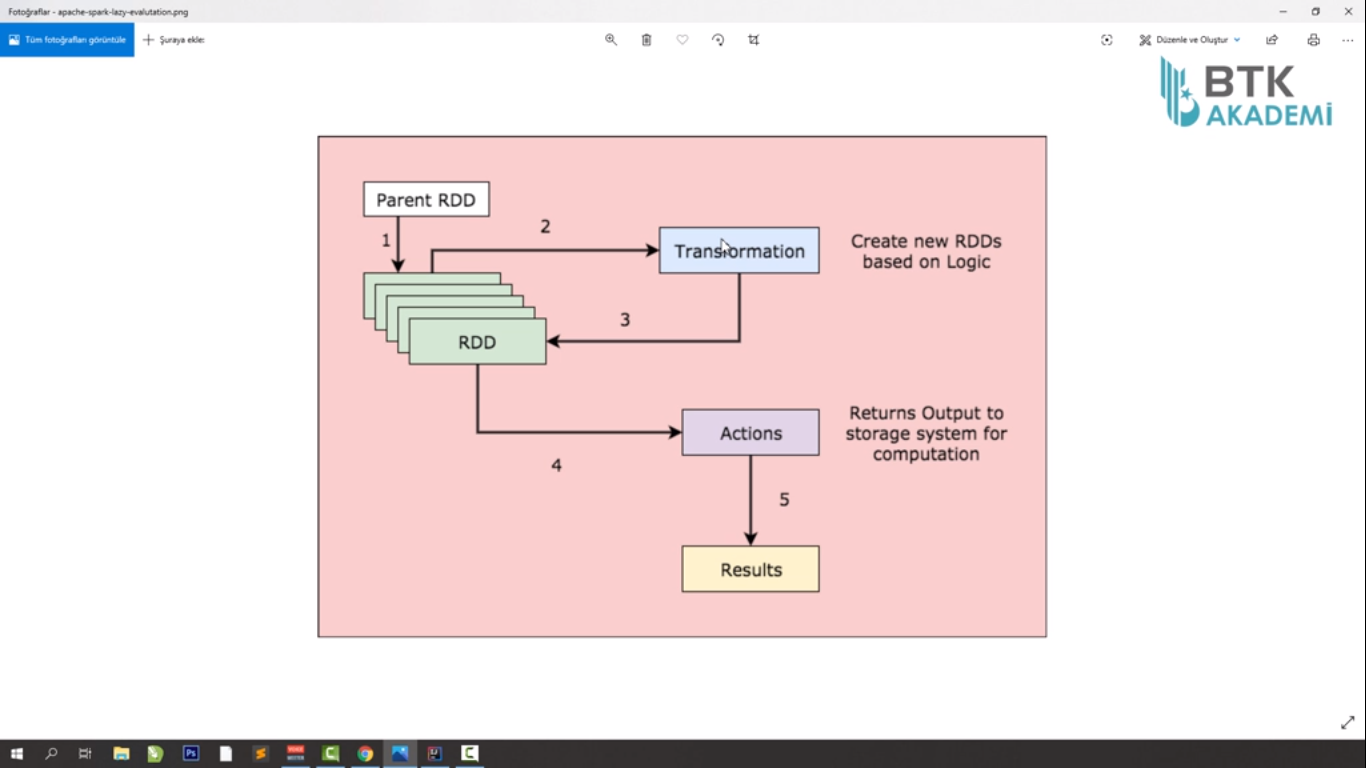 Fotoğraflar - apache-spark-lazy-evalutation.png
Tüm fotoğrafları görüntüle
Şuraya ekle:
Düzenle ve Oluştur
BTK
AKADEMİ
Parent RDD
1
2
Transformation
Create new RDDs
based on Logic
3
RDD
Actions
Returns Output to
storage system for
computation
4
5
Results
Ps